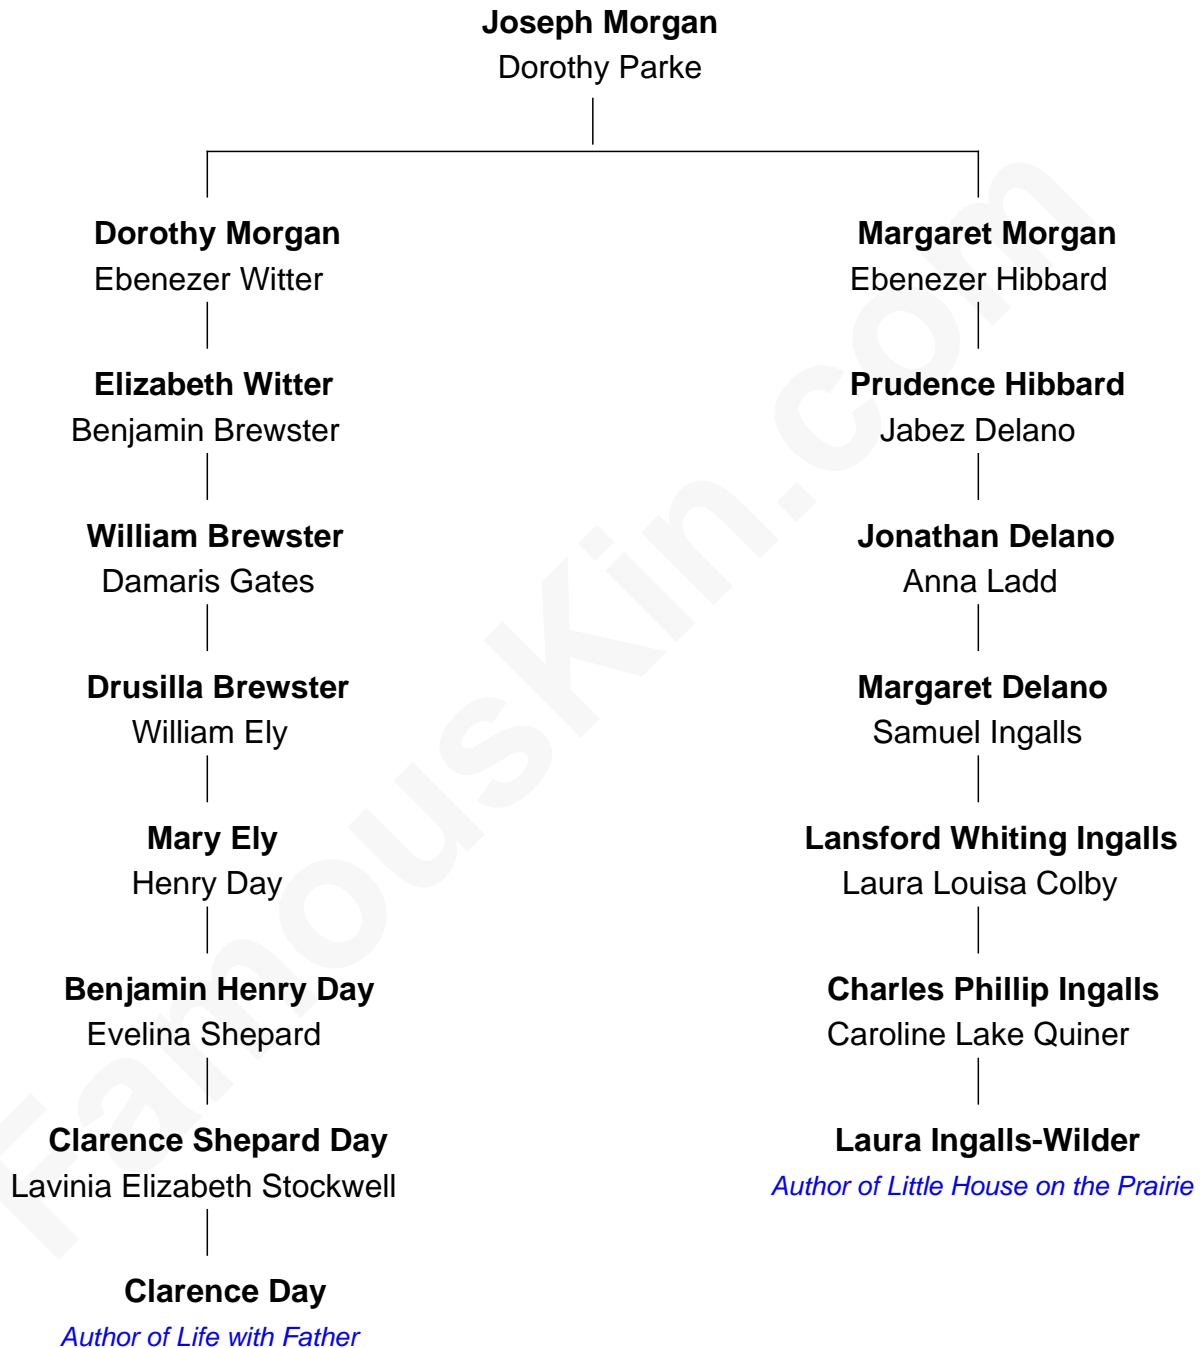 Joseph Morgan
Dorothy Parke
Dorothy Morgan
Ebenezer Witter
Elizabeth Witter
Benjamin Brewster
William Brewster
Damaris Gates
Drusilla Brewster
William Ely
Mary Ely
Henry Day
Benjamin Henry Day
Evelina Shepard
Clarence Shepard Day
Lavinia Elizabeth Stockwell
Clarence Day
Author of Life with Father
Margaret Morgan
Ebenezer Hibbard
Prudence Hibbard
Jabez Delano
Jonathan Delano
Anna Ladd
Margaret Delano
Samuel Ingalls
Lansford Whiting Ingalls
Laura Louisa Colby
Charles Phillip Ingalls
Caroline Lake Quiner
Laura Ingalls-Wilder
Author of Little House on the Prairie
FamousKin.com